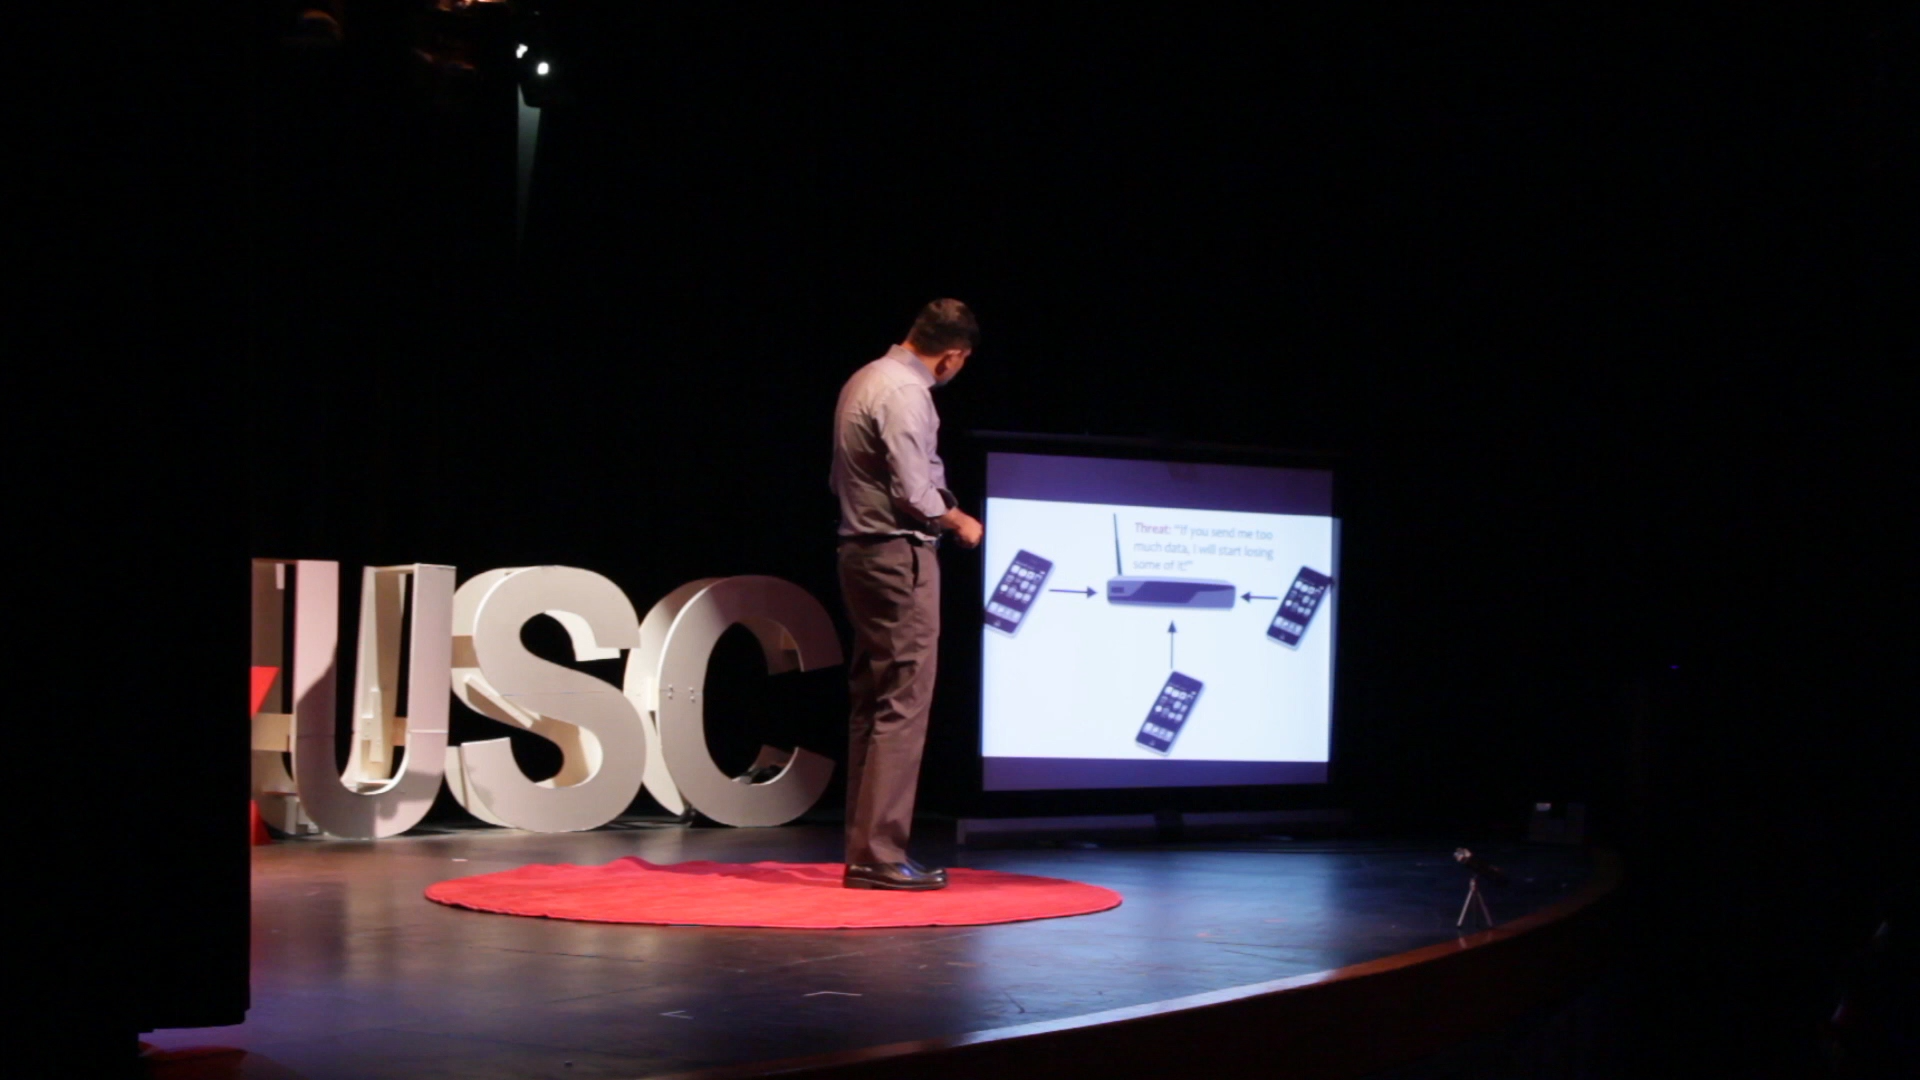 USC
Threat: "If you send me too
much data, I will start losing
some of it!"